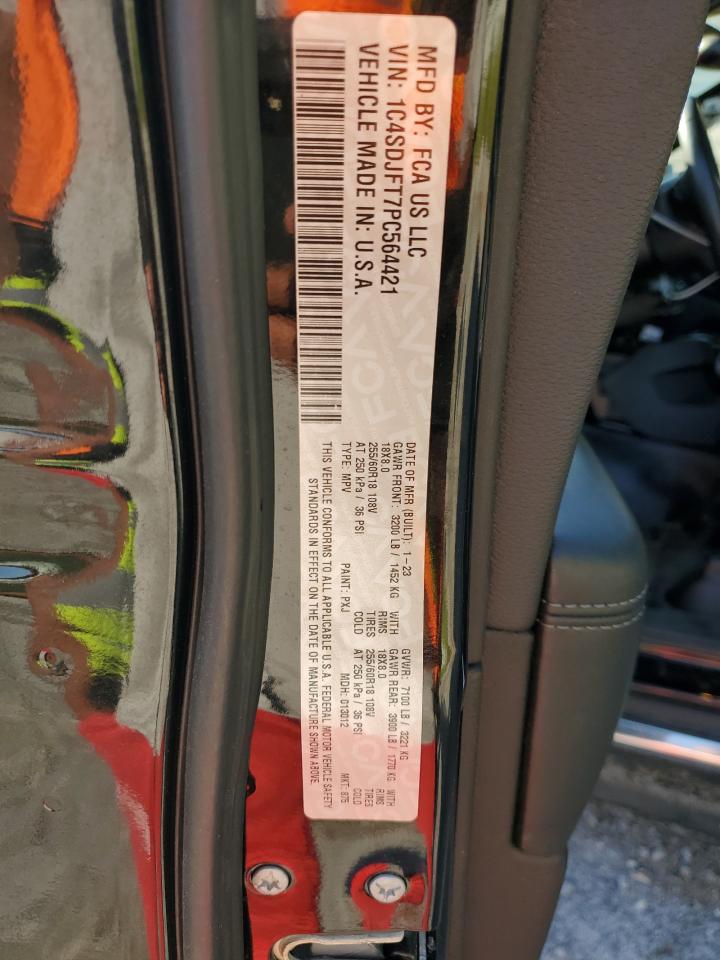 MFD BY: FCA US LLC
VIN: 1C4SDJFT7PC564421
VEHICLE MADE IN: U.S.A.
DATE OF MFR (BUILT): 1-23 GVWR: 7100 LB / 3221 KG
GAWR FRONT: 3200 LB / 1452 KG WITH GAWR REAR: 3900 LB / 1770 KG WITH
18X8.0 RIMS 18X8.0 RIMS
255/60R18 108V TIRES 255/60R18 108V TIRES
AT 250 kPa / 36 PSI COLD AT 250 kPa / 36 PSI COLD
TYPE: MPV PAINT: PXJ MDH: 013012 MKT: 875
THIS VEHICLE CONFORMS TO ALL APPLICABLE U.S.A. FEDERAL MOTOR VEHICLE SAFETY
STANDARDS IN EFFECT ON THE DATE OF MANUFACTURE SHOWN ABOVE.